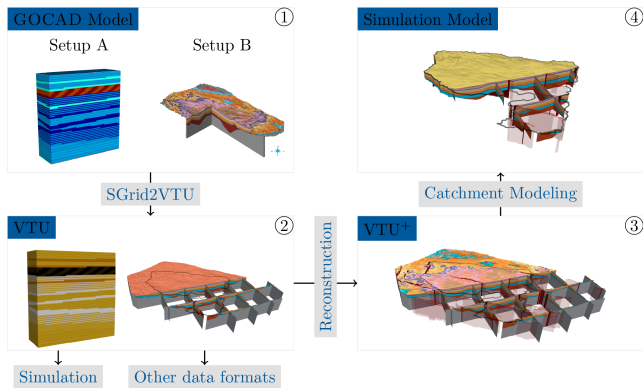 GOCAD Model
①
Setup A
Setup B
SGrid2VTU
VTU
②
Simulation
Other data formats
Reconstruction
VTU+
③
Catchment Modeling
Simulation Model
④